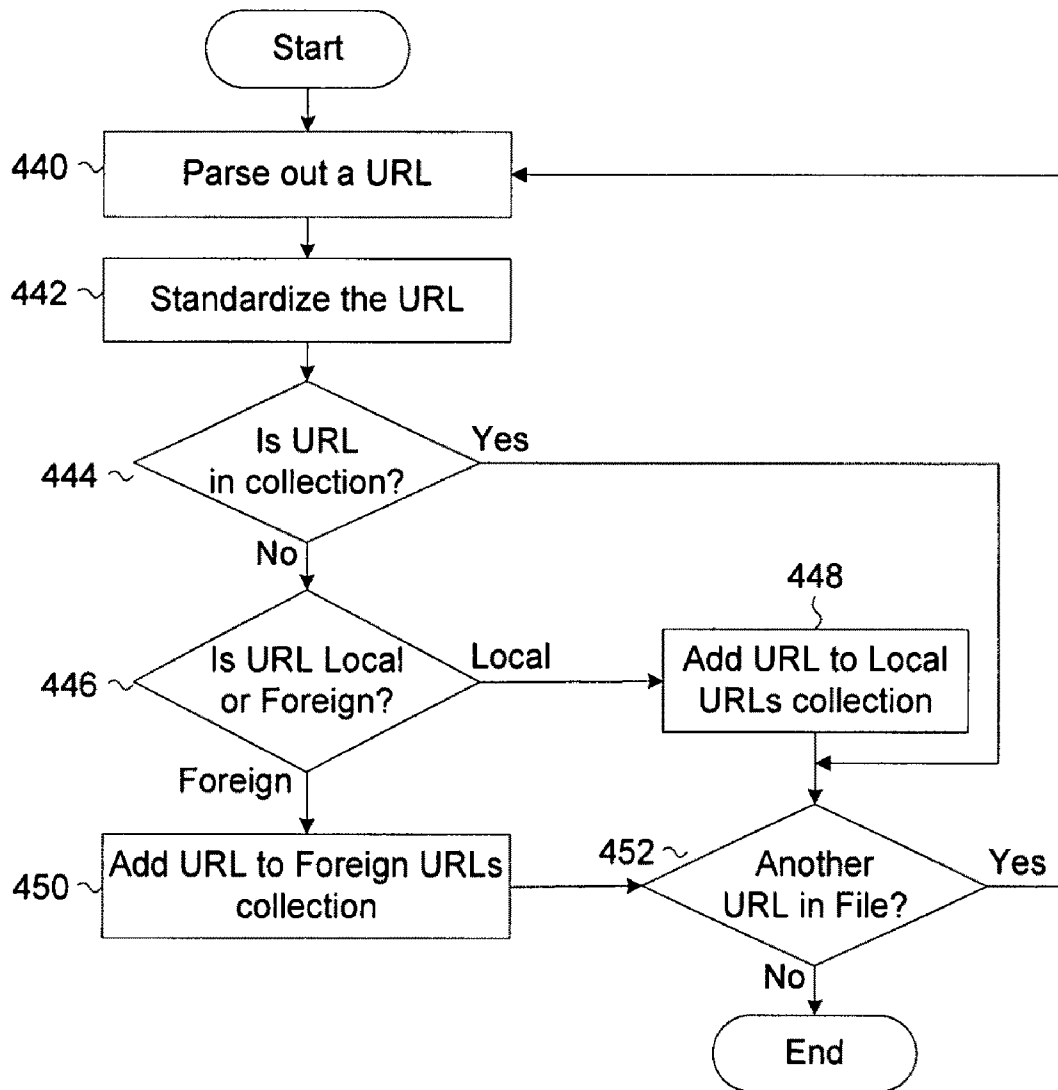 Start
440
Parse out a URL
442
Standardize the URL
444
Is URL
in collection?
Yes
No
446
Is URL Local
or Foreign?
Local
448
Add URL to Local
URLs collection
Foreign
450
Add URL to Foreign URLs
collection
452
Another
URL in File?
Yes
No
End